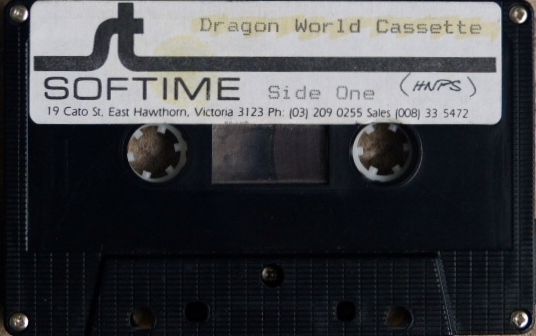 st
Dragon World Cassette
SOFTIME Side One (HNPS)
19 Cato St, East Hawthorn, Victoria 3123 Ph: (03) 209 0255 Sales (008) 33 5472